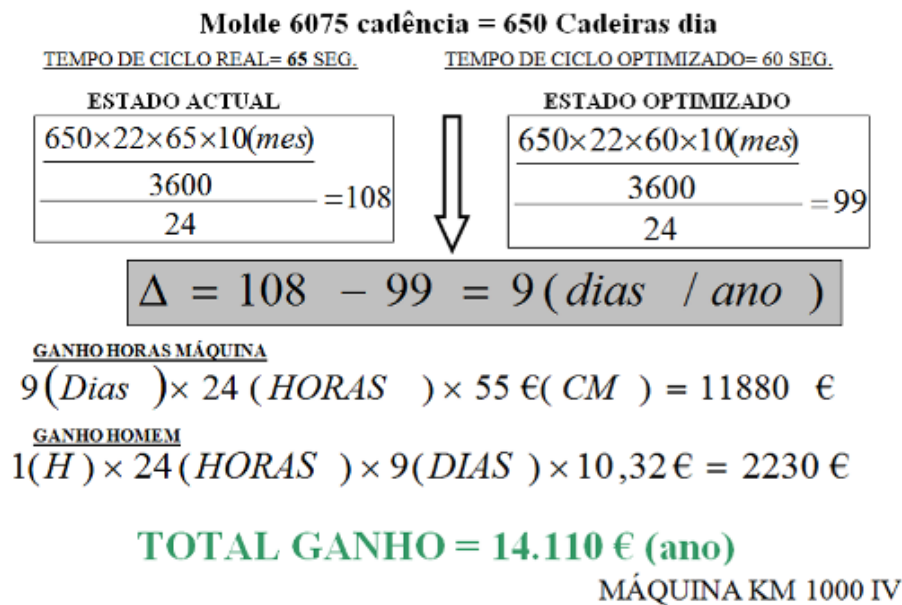 Molde 6075 cadência = 650 Cadeiras dia
TEMPO DE CICLO REAL= 65 SEG.
TEMPO DE CICLO OPTIMIZADO= 60 SEG.
ESTADO ACTUAL
650×22×65×10(mes)
3600
24
=108
ESTADO OPTIMIZADO
650×22×60×10(mes)
3600
24
=99
Δ = 108 − 99 = 9 ( dias / ano )
GANHO HORAS MÁQUINA
9(Dias )× 24 ( HORAS ) × 55 €( CM ) = 11880 €
GANHO HOMEM
1(H ) × 24 (HORAS ) × 9(DIAS ) × 10,32 € = 2230 €
TOTAL GANHO = 14.110 € (ano)
MÁQUINA KM 1000 IV